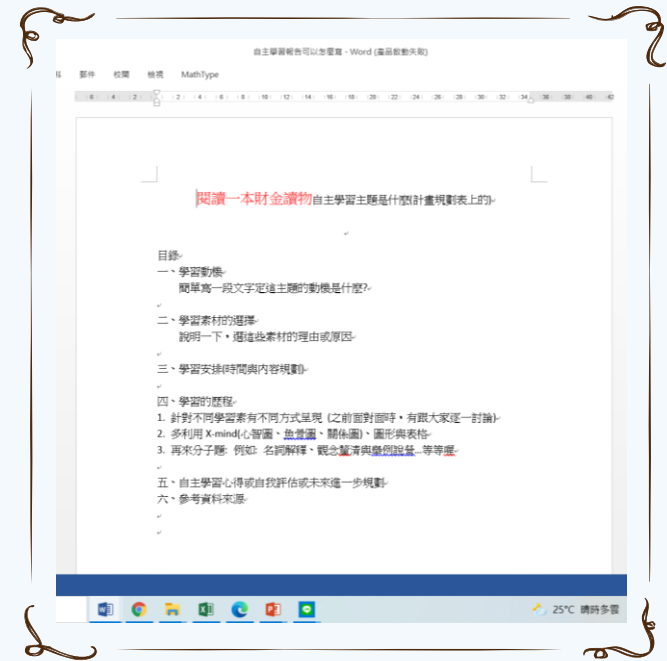 自主學習報告可以怎麼寫 - Word (產品啟動失敗)
郵件 校閱 檢視 MathType
閱讀一本財金讀物自主學習主題是什麼(計畫規劃表上的)
目錄
一、學習動機
簡單寫一段文字定這主題的動機是什麼?
二、學習素材的選擇
說明一下，選這些素材的理由或原因
三、學習安排(時間與內容規劃)
四、學習的歷程
1. 針對不同學習素有不同方式呈現 (之前面對面時，有跟大家逐一討論)
2. 多利用 X-mind(心智圖、魚骨圖、關係圖)、圖形與表格
3. 再來分子題: 例如: 名詞解釋、觀念釐清與舉例說營...等等喔
五、自主學習心得或自我評估或未來進一步規劃
六、參考資料來源
25°C 晴時多雲